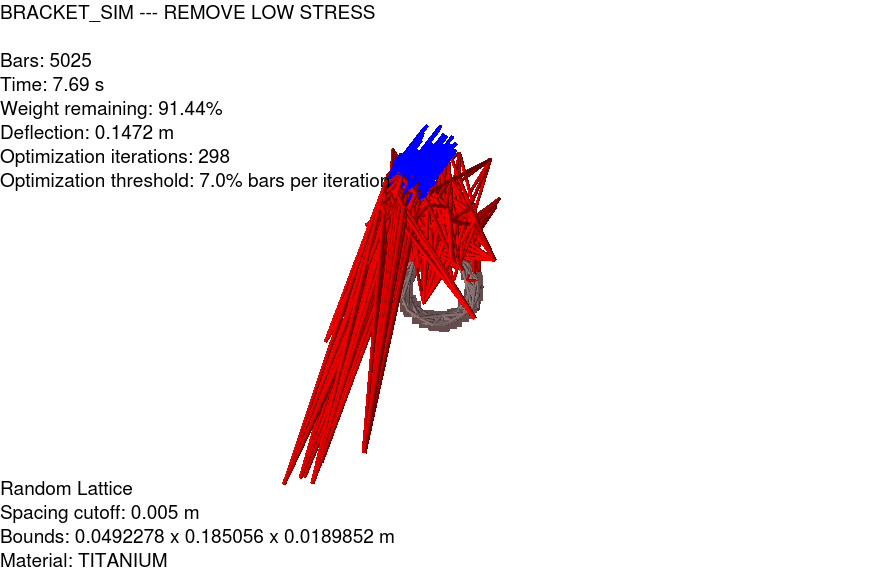 BRACKET_SIM --- REMOVE LOW STRESS
Bars: 5025
Time: 7.69 s
Weight remaining: 91.44%
Deflection: 0.1472 m
Optimization iterations: 298
Optimization threshold: 7.0% bars per iteration
Random Lattice
Spacing cutoff: 0.005 m
Bounds: 0.0492278 x 0.185056 x 0.0189852 m
Material: TITANIUM